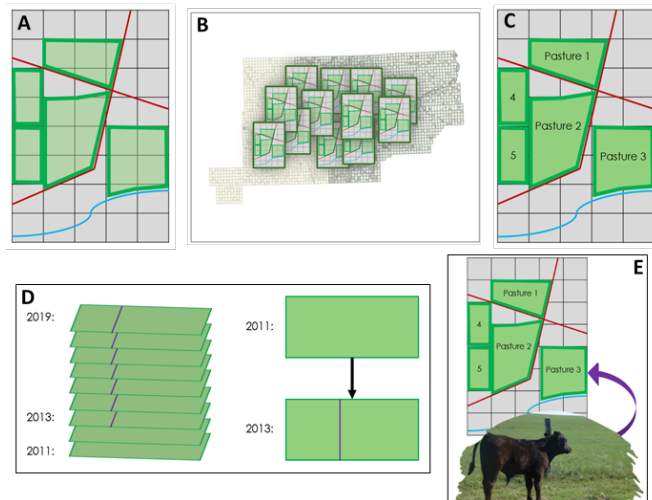 A
B
C
Pasture 1
4
Pasture 2
5
Pasture 3
D
2019:
2013:
2011:
2011:
2013:
E
Pasture 1
4
Pasture 2
5
Pasture 3